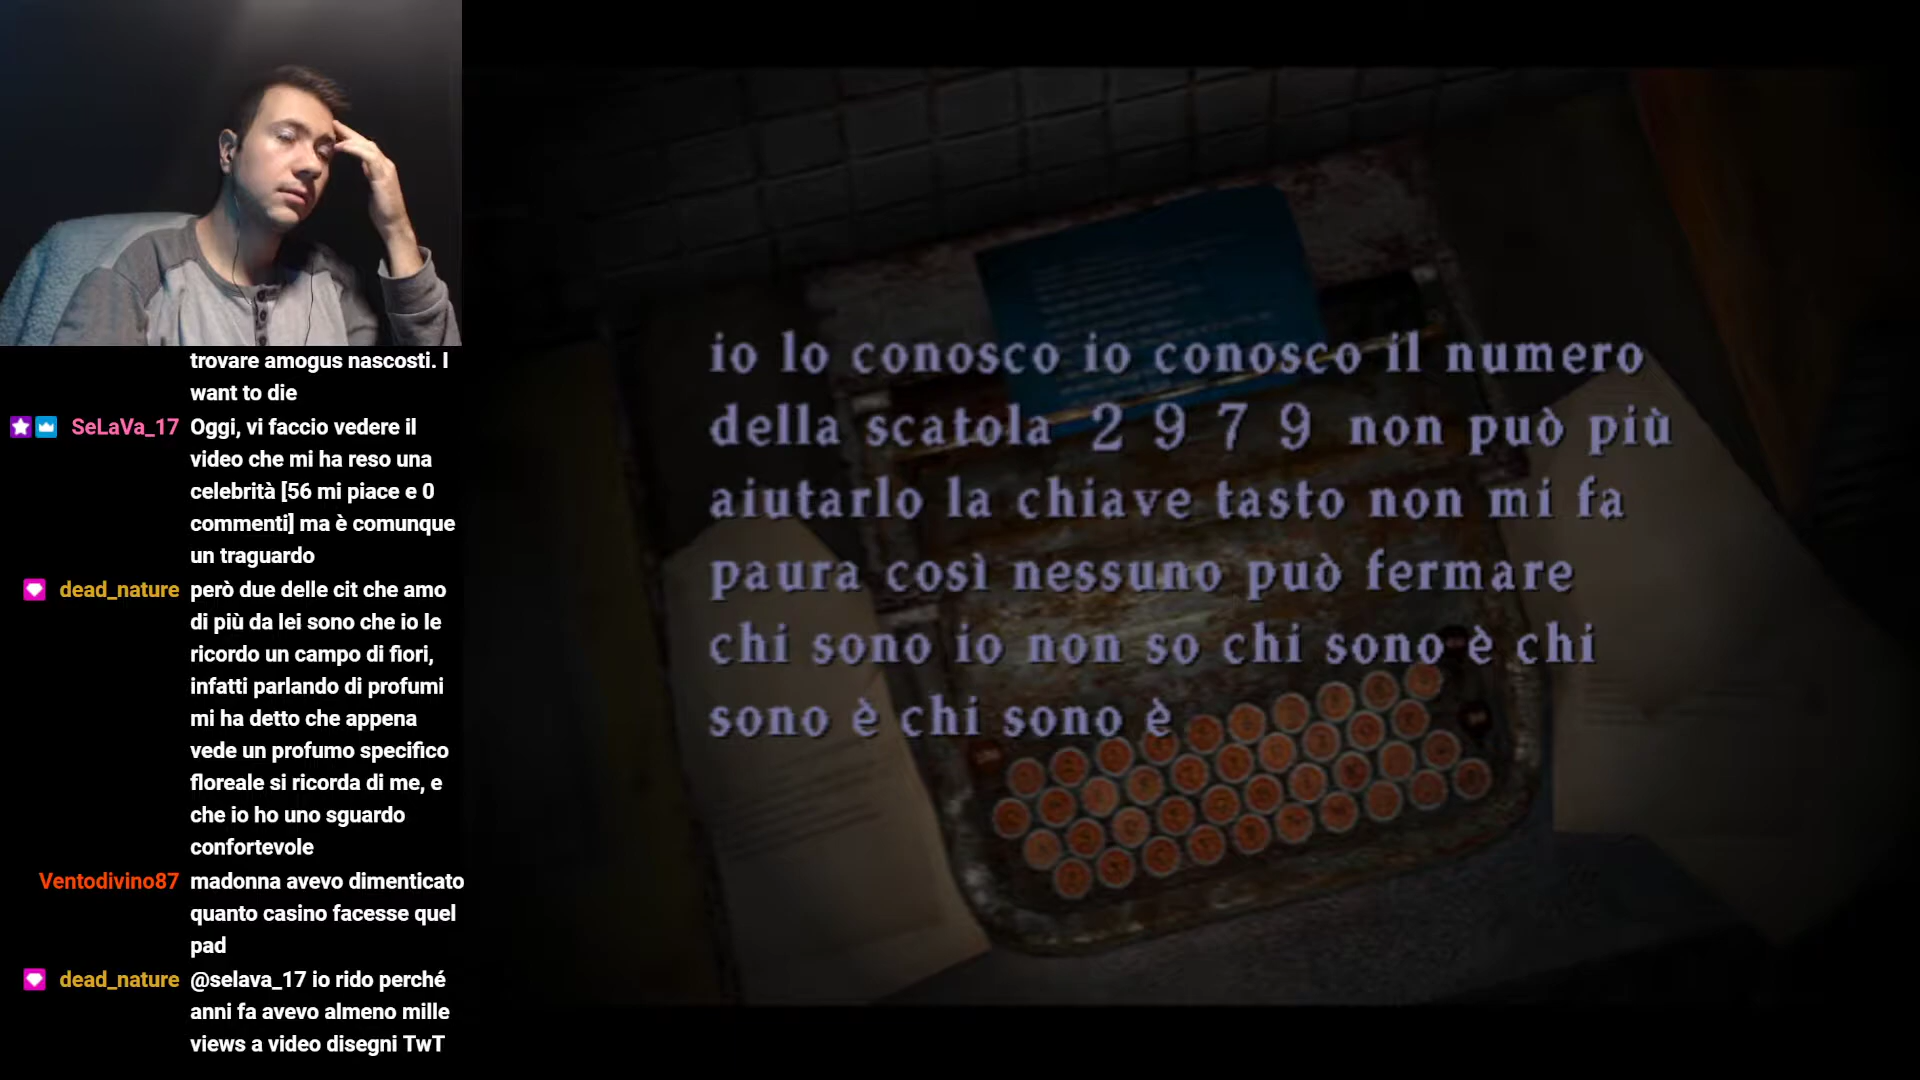 trovare amogus nascosti. I
want to die
SeLaVa_17 Oggi, vi faccio vedere il
video che mi ha reso una
celebrità [56 mi piace e 0
commenti] ma è comunque
un traguardo
dead_nature però due delle cit che amo
di più da lei sono che io le
ricordo un campo di fiori,
infatti parlando di profumi
mi ha detto che appena
vede un profumo specifico
floreale si ricorda di me, e
che io ho uno sguardo
confortevole
Ventodivino87 madonna avevo dimenticato
quanto casino facesse quel
pad
dead_nature @selava_17 io rido perché
anni fa avevo almeno mille
views a video disegni TwT
io lo conosco io conosco il numero
della scatola 2 9 7 9 non può più
aiutarlo la chiave tasto non mi fa
paura così nessuno può fermare
chi sono io non so chi sono è chi
sono è chi sono è